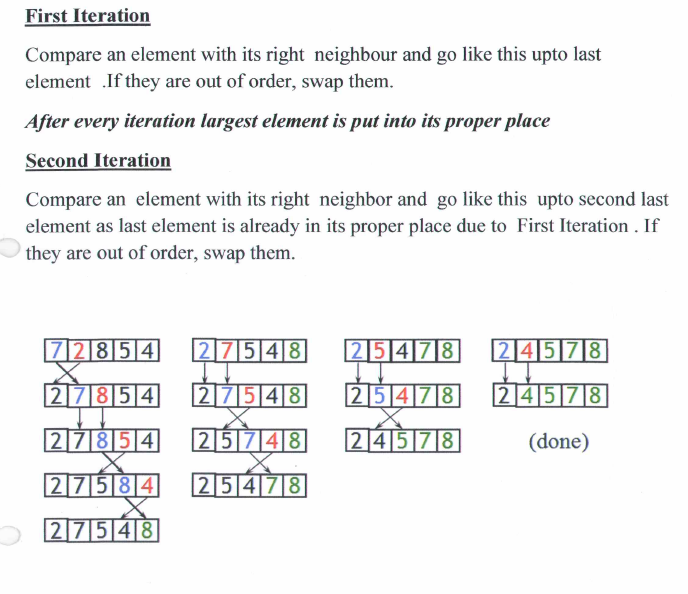 First Iteration
Compare an element with its right neighbour and go like this upto last
element .If they are out of order, swap them.
After every iteration largest element is put into its proper place
Second Iteration
Compare an element with its right neighbor and go like this upto second last
element as last element is already in its proper place due to First Iteration . If
they are out of order, swap them.
7 2 8 5 4 2 7 5 4 8 2 5 4 7 8 2 4 5 7 8
2 7 8 5 4 2 7 5 4 8 2 5 4 7 8 2 4 5 7 8
2 7 8 5 4 2 5 7 4 8 2 4 5 7 8 (done)
2 7 5 8 4 2 5 4 7 8
2 7 5 4 8